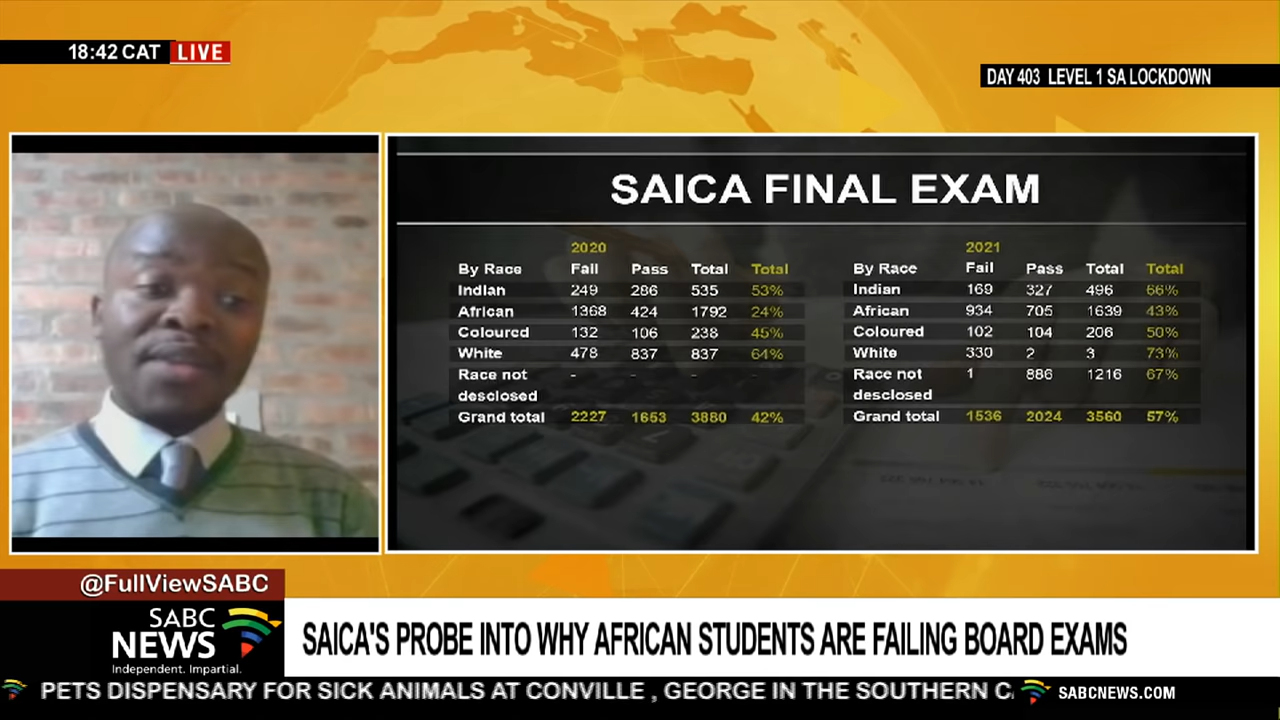 18:42 CAT LIVE
DAY 403 LEVEL 1 SA LOCKDOWN
SAICA FINAL EXAM
2020
By Race Fail Pass Total Total
Indian 249 286 535 53%
African 1368 424 1792 24%
Coloured 132 106 238 45%
White 478 837 837 64%
Race not - - - -
desclosed
Grand total 2227 1653 3880 42%
2021
By Race Fail Pass Total Total
Indian 169 327 496 66%
African 934 705 1639 43%
Coloured 102 104 206 50%
White 330 2 3 73%
Race not 1 886 1216 67%
desclosed
Grand total 1536 2024 3560 57%
@FullViewSABC
SABC
NEWS
Independent. Impartial.
SAICA'S PROBE INTO WHY AFRICAN STUDENTS ARE FAILING BOARD EXAMS
PETS DISPENSARY FOR SICK ANIMALS AT CONVILLE , GEORGE IN THE SOUTHERN
SABCNEWS.COM